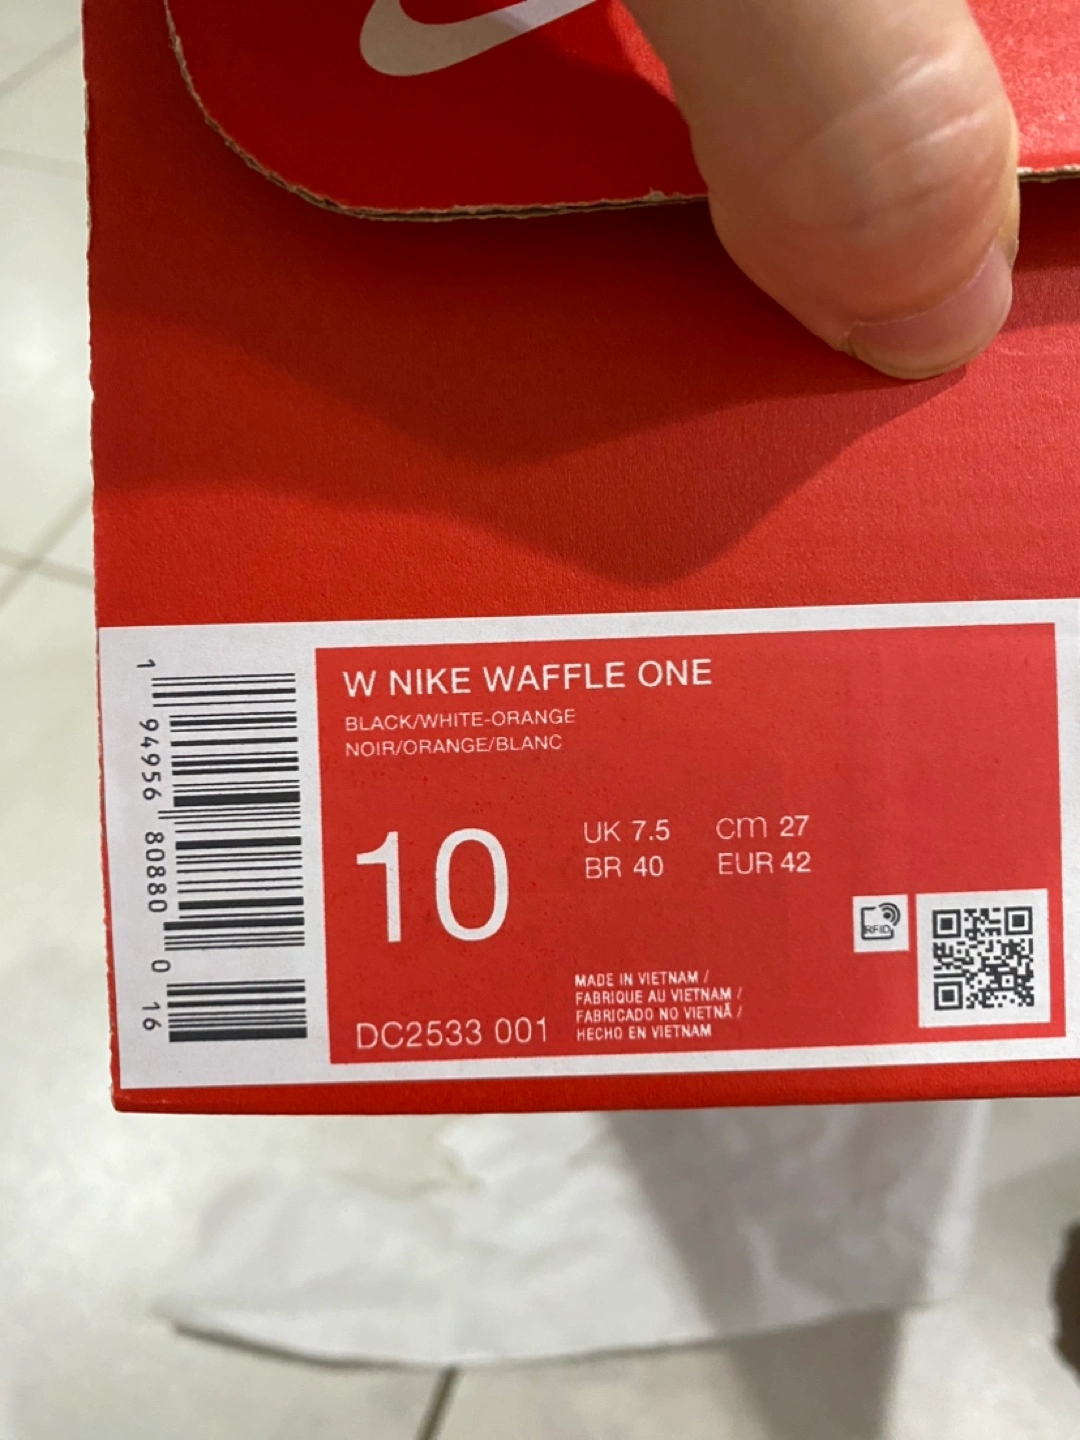 W NIKE WAFFLE ONE
BLACK/WHITE-ORANGE
NOIR/ORANGE/BLANC
10
UK 7.5 cm 27
BR 40 EUR 42
RFID
MADE IN VIETNAM /
FABRIQUE AU VIETNAM /
FABRICADO NO VIETNÃ /
HECHO EN VIETNAM
DC2533 001
1 94956 80880 0 16